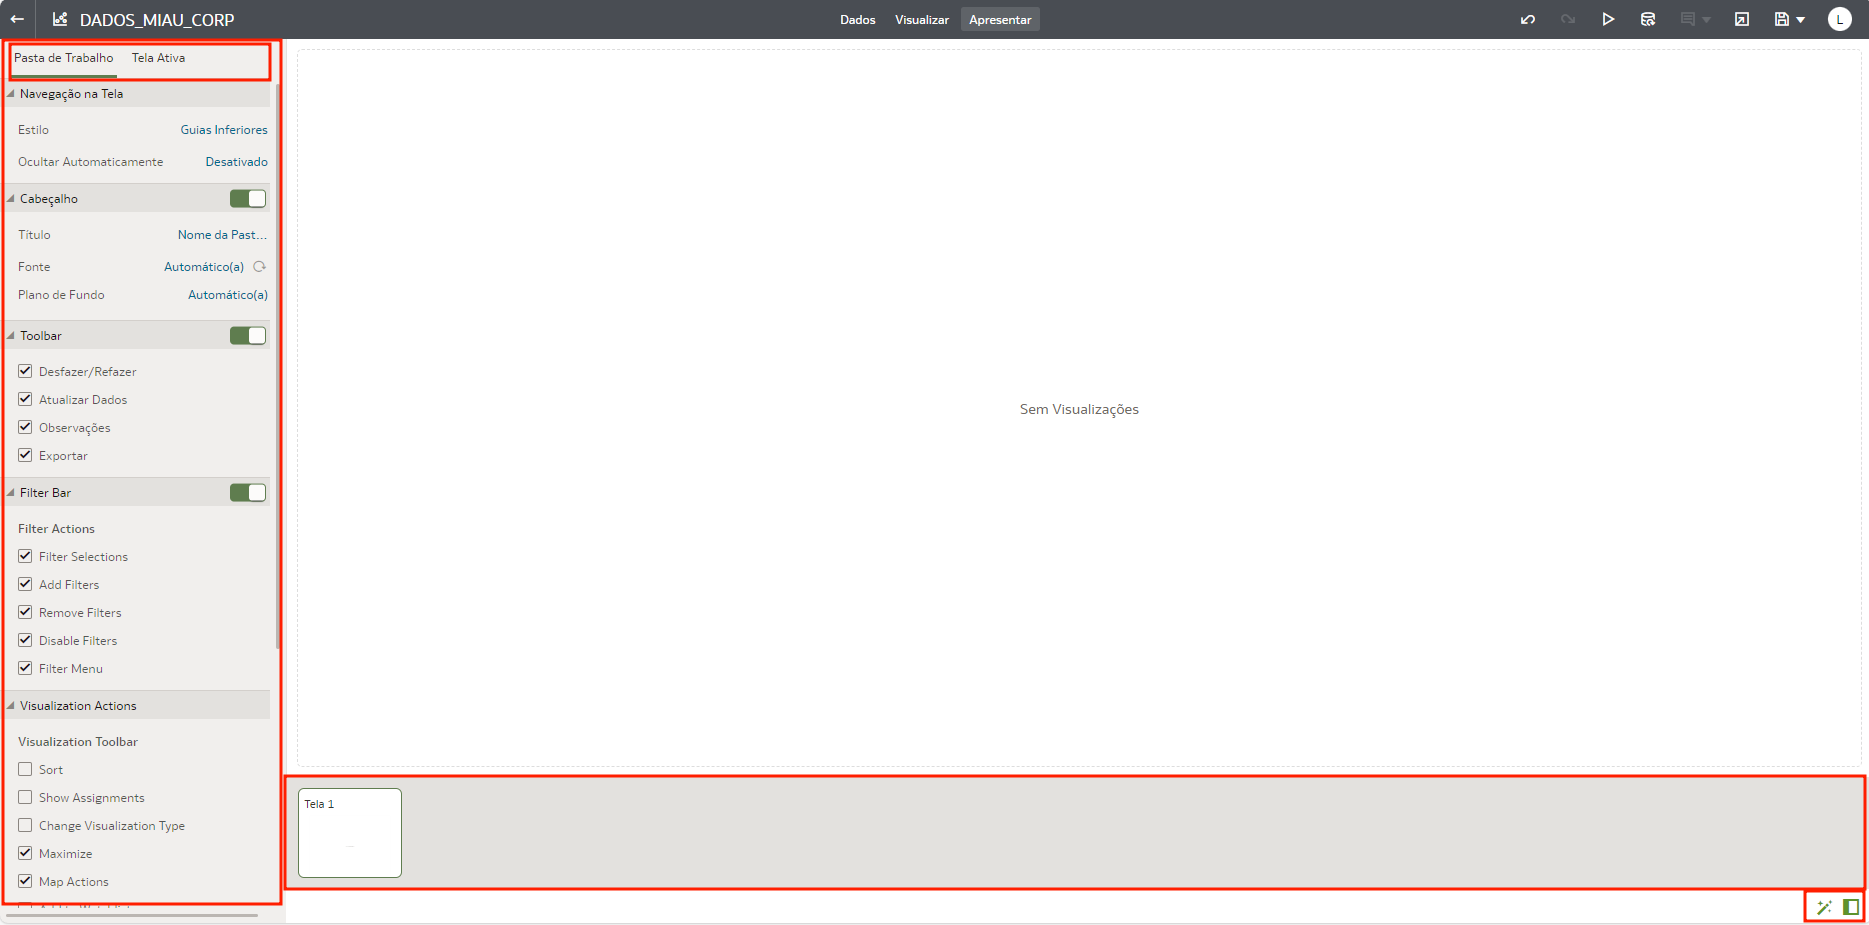 DADOS_MIAU_CORP
Dados Visualizar Apresentar
L
Pasta de Trabalho Tela Ativa
Navegação na Tela
Estilo Guias Inferiores
Ocultar Automaticamente Desativado
Cabeçalho
Título Nome da Past...
Fonte Automático(a)
Plano de Fundo Automático(a)
Toolbar
Desfazer/Refazer
Atualizar Dados
Observações
Exportar
Filter Bar
Filter Actions
Filter Selections
Add Filters
Remove Filters
Disable Filters
Filter Menu
Visualization Actions
Visualization Toolbar
Sort
Show Assignments
Change Visualization Type
Maximize
Map Actions
Sem Visualizações
Tela 1